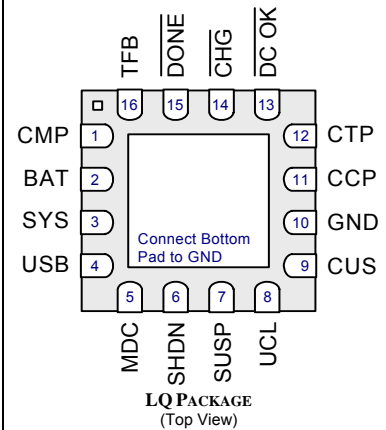 TFB
DONE
CHG
DC OK
16 15 14 13
CMP 1
12 CTP
BAT 2
11 CCP
SYS 3
10 GND
USB 4
9 CUS
Connect Bottom
Pad to GND
5 6 7 8
MDC
SHDN
SUSP
UCL
LQ PACKAGE
(Top View)